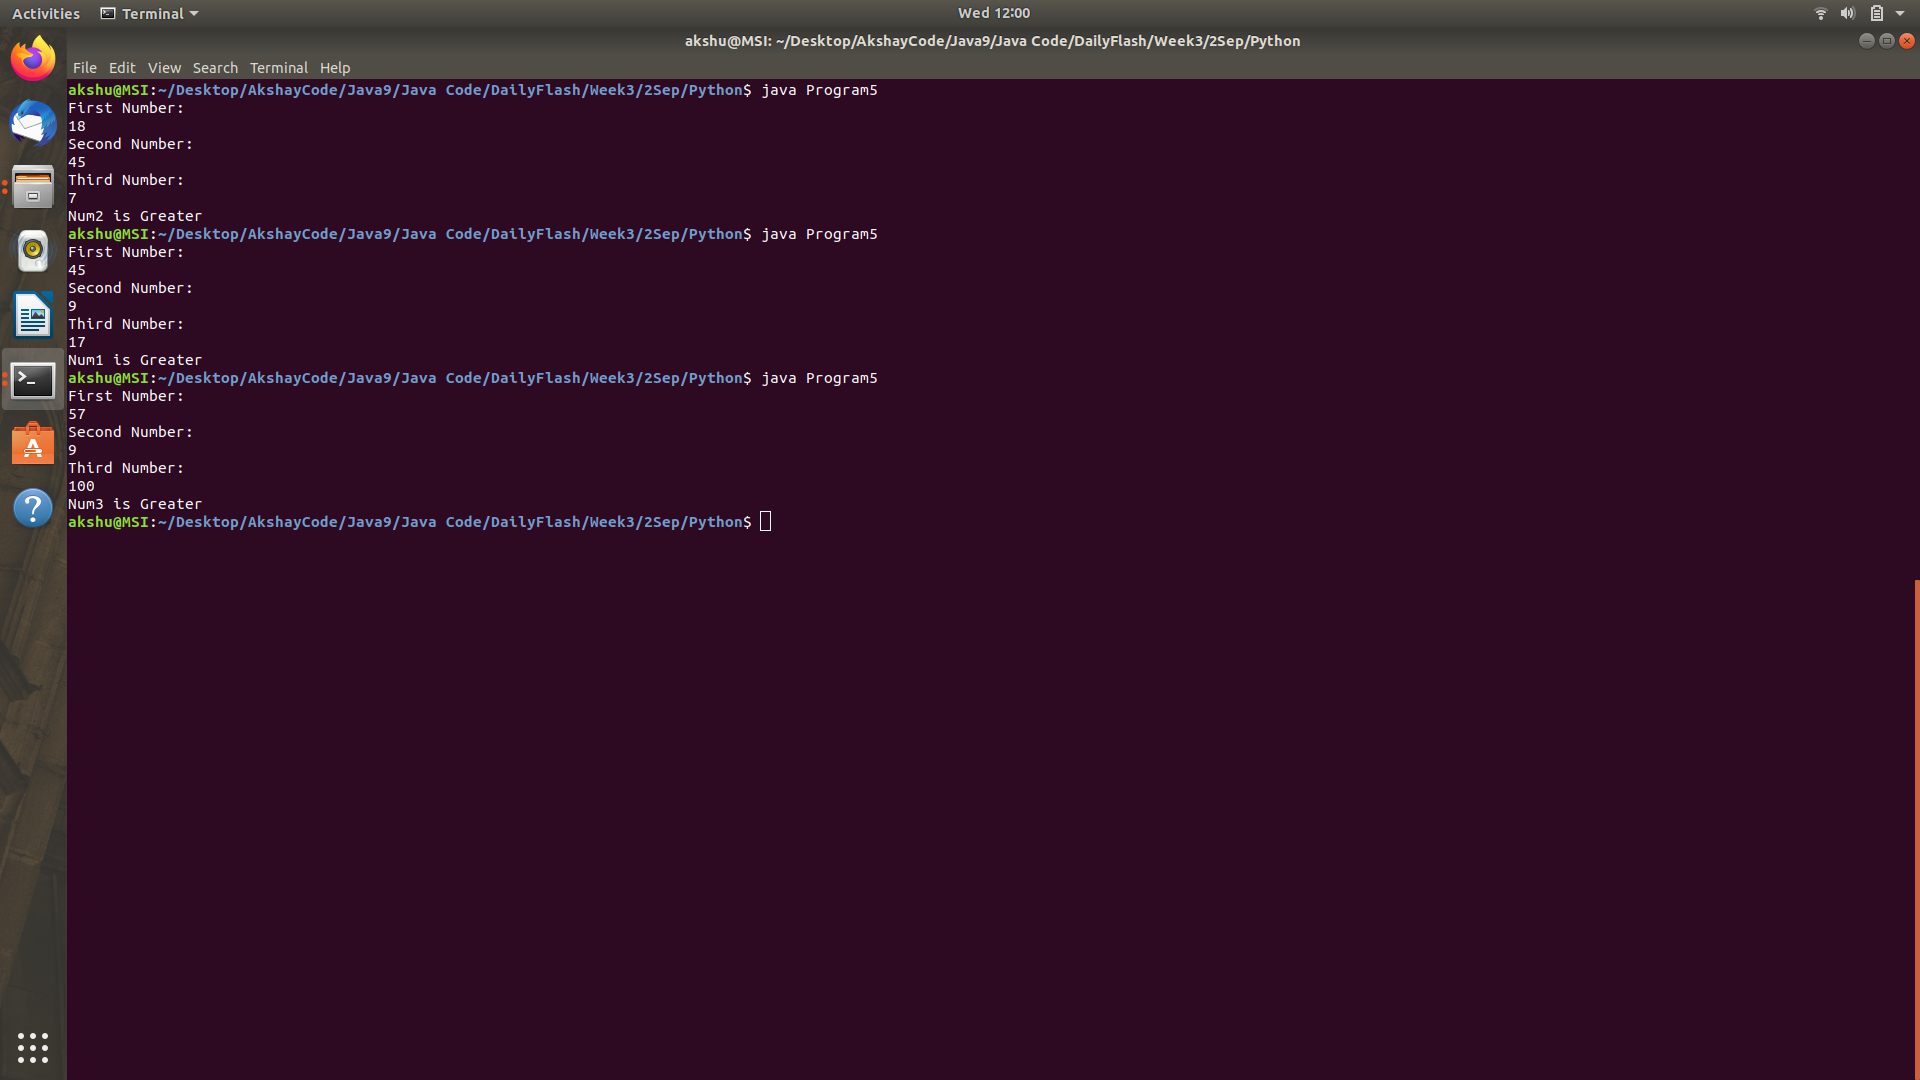 Activities Terminal Wed 12:00
akshu@MSI: ~/Desktop/AkshayCode/Java9/Java Code/DailyFlash/Week3/2Sep/Python
File Edit View Search Terminal Help
akshu@MSI:~/Desktop/AkshayCode/Java9/Java Code/DailyFlash/Week3/2Sep/Python$ java Program5
First Number:
18
Second Number:
45
Third Number:
7
Num2 is Greater
akshu@MSI:~/Desktop/AkshayCode/Java9/Java Code/DailyFlash/Week3/2Sep/Python$ java Program5
First Number:
45
Second Number:
9
Third Number:
17
Num1 is Greater
akshu@MSI:~/Desktop/AkshayCode/Java9/Java Code/DailyFlash/Week3/2Sep/Python$ java Program5
First Number:
57
Second Number:
9
Third Number:
100
Num3 is Greater
akshu@MSI:~/Desktop/AkshayCode/Java9/Java Code/DailyFlash/Week3/2Sep/Python$